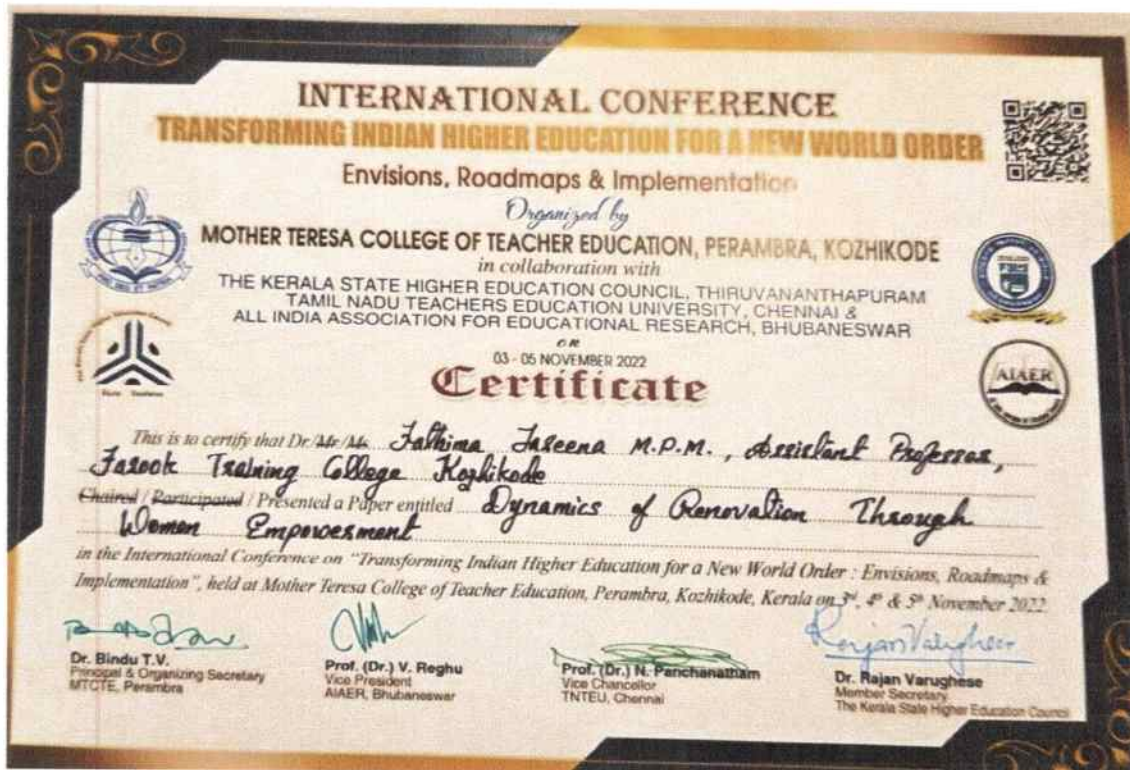 INTERNATIONAL CONFERENCE
TRANSFORMING INDIAN HIGHER EDUCATION FOR A NEW WORLD ORDER
Envisions, Roadmaps & Implementation
Organized by
MOTHER TERESA COLLEGE OF TEACHER EDUCATION, PERAMBRA, KOZHIKODE
in collaboration with
THE KERALA STATE HIGHER EDUCATION COUNCIL, THIRUVANANTHAPURAM
TAMIL NADU TEACHERS EDUCATION UNIVERSITY, CHENNAI &
ALL INDIA ASSOCIATION FOR EDUCATIONAL RESEARCH, BHUBANESWAR
on
03 - 05 NOVEMBER 2022
Certificate
AIAER
This is to certify that Dr./Mr./Ms. Fathima Jaseena M.P.M., Assistant Professor,
Farook Training College Kozhikode
Chaired / Participated / Presented a Paper entitled Dynamics of Renovation Through
Women Empowerment
in the International Conference on "Transforming Indian Higher Education for a New World Order : Envisions, Roadmaps &
Implementation", held at Mother Teresa College of Teacher Education, Perambra, Kozhikode, Kerala on 3rd, 4th & 5th November 2022
Rajan Varughese
Dr. Bindu T.V.
Principal & Organizing Secretary
MTCTE, Perambra
Prof. (Dr.) V. Reghu
Vice President
AIAER, Bhubaneswar
Prof. (Dr.) N. Panchanatham
Vice Chancellor
TNTEU, Chennai
Dr. Rajan Varughese
Member Secretary
The Kerala State Higher Education Council